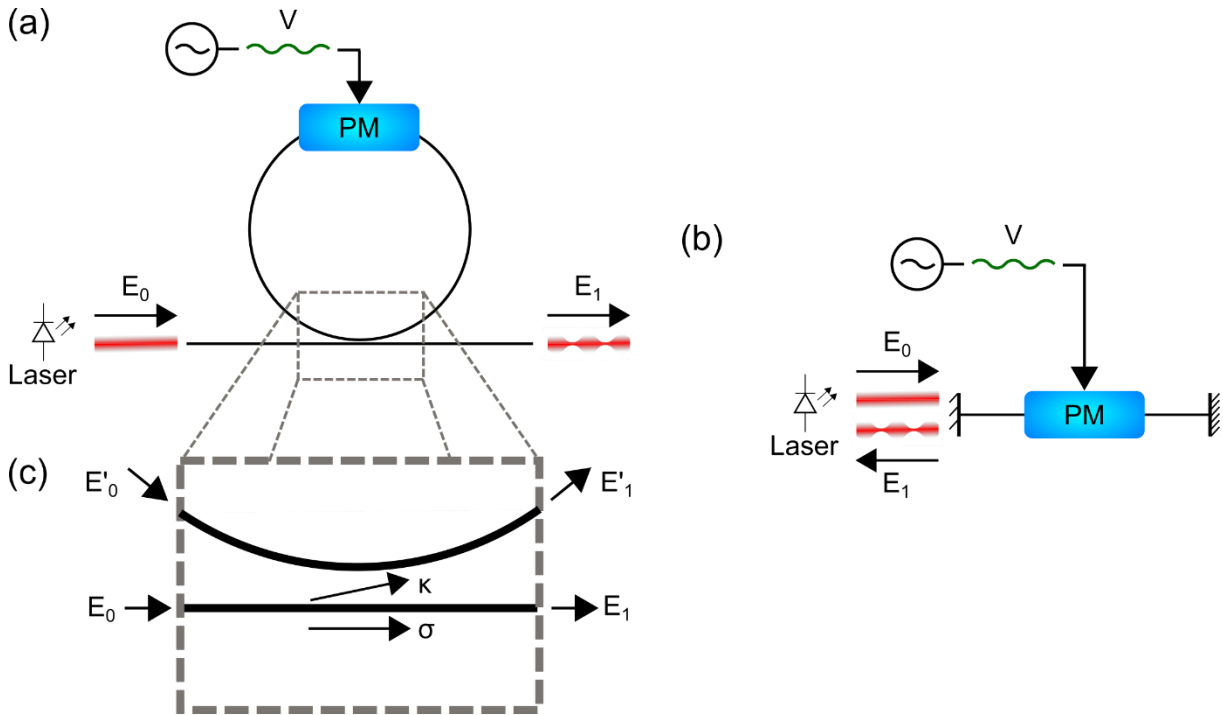 (a)
V
PM
E₀
E₁
Laser
(b)
V
E₀
PM
Laser
E₁
(c)
E'₀
E'₁
κ
E₀
E₁
σ